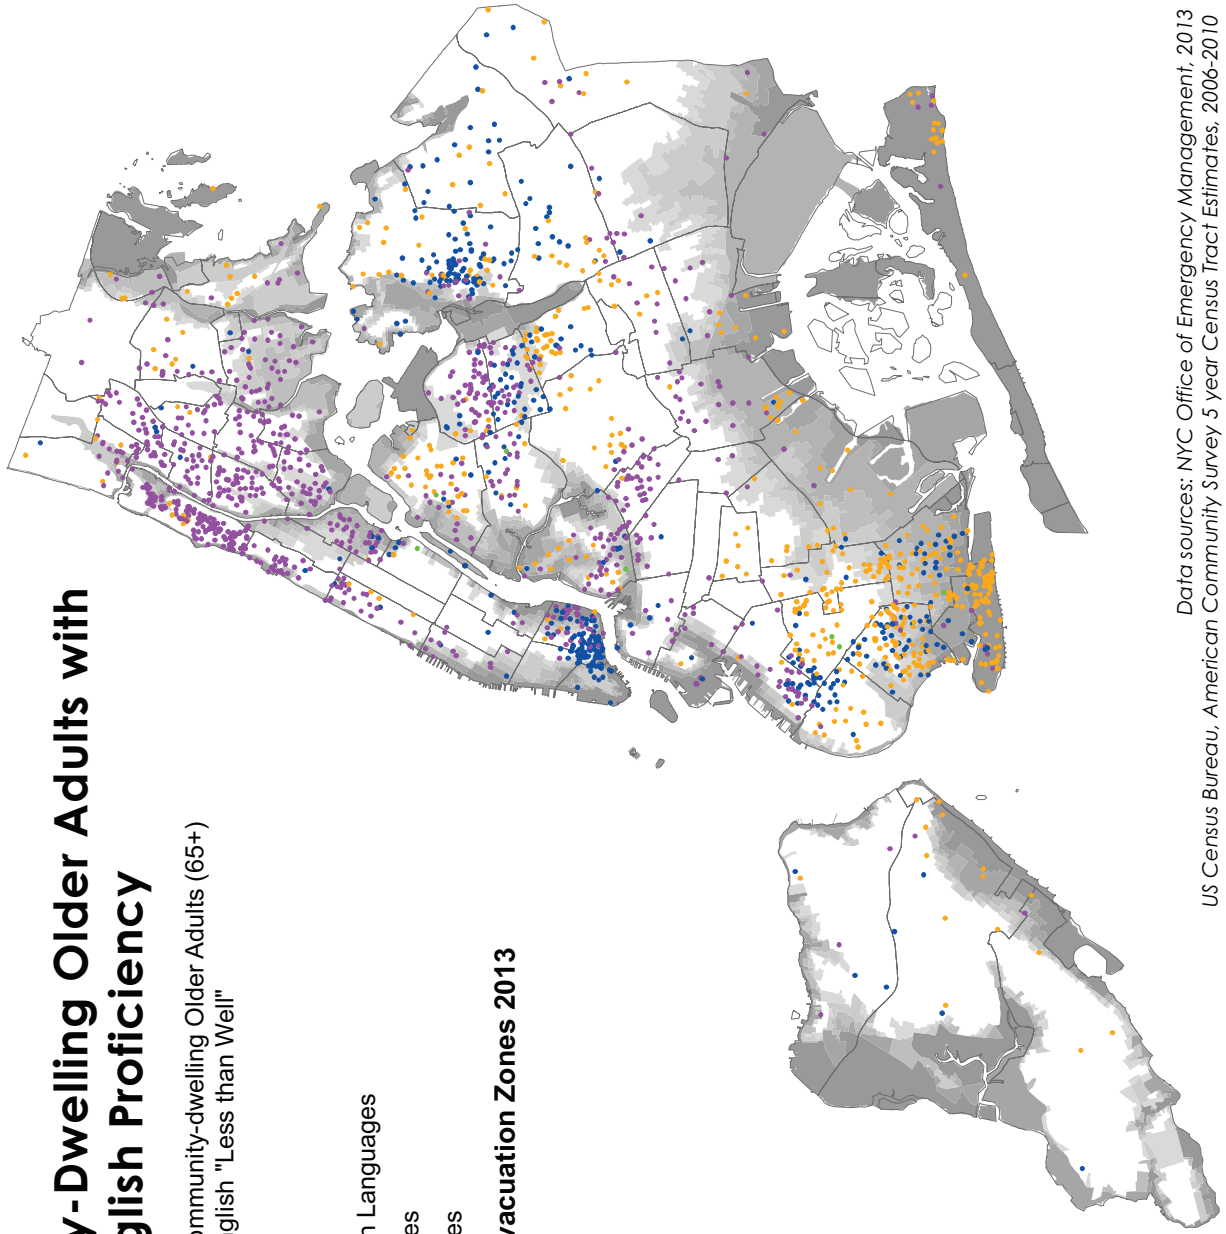 y-Dwelling Older Adults with
glish Proficiency
ommunity-dwelling Older Adults (65+)
glish "Less than Well"
n Languages
es
es
vacuation Zones 2013
Data sources: NYC Office of Emergency Management, 2013
US Census Bureau, American Community Survey 5 year Census Tract Estimates, 2006-2010